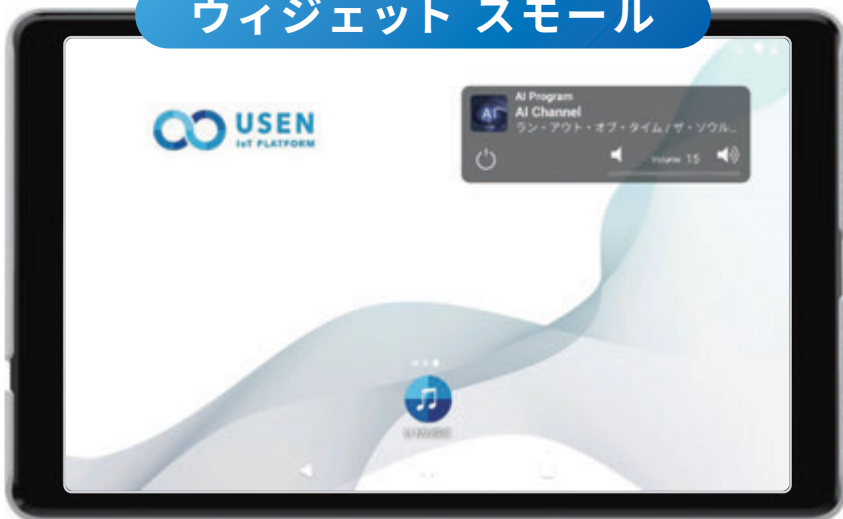 ウィジェット スモール
USEN
IoT PLATFORM
AI Program
AI
AI Channel
ラン・アウト・オブ・タイム / ザ・ソウル...
Volume 15